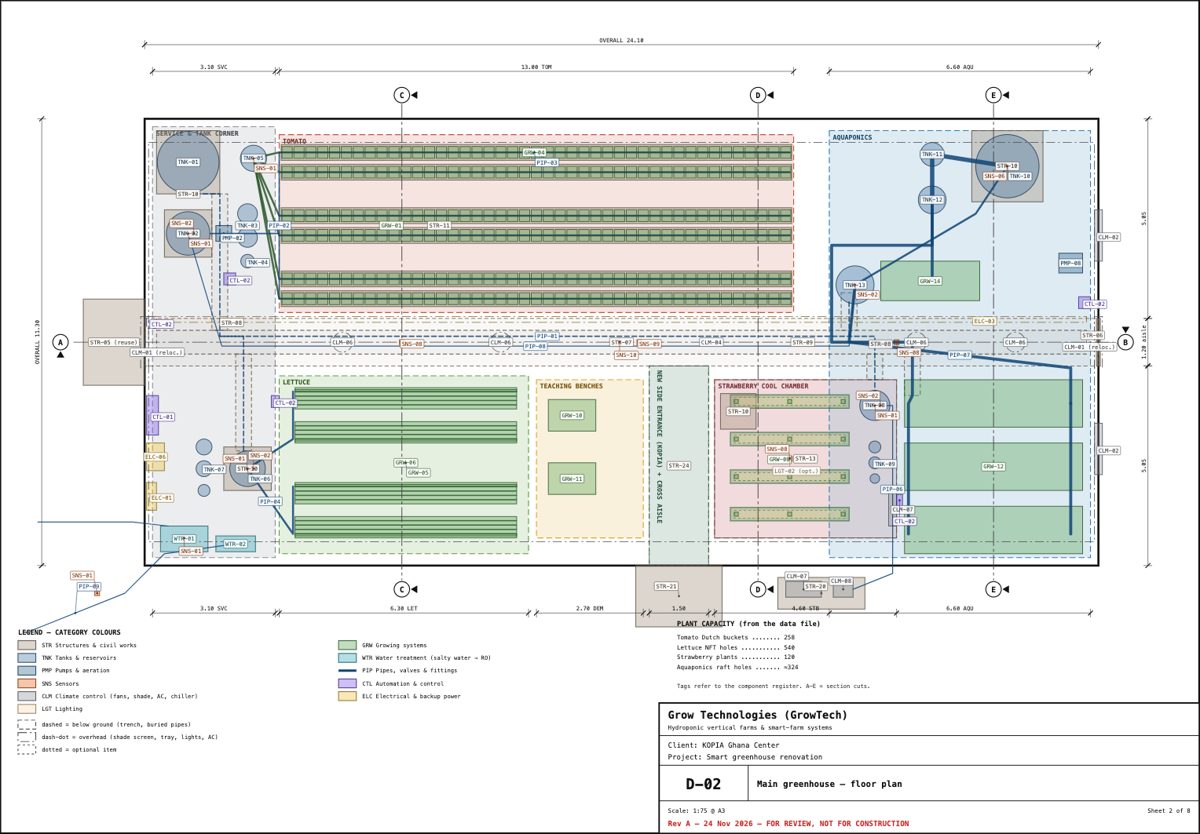 OVERALL 24.10
3.10 SVC
13.00 TOM
6.60 AQU
C
D
E
SERVICE & TANK CORNER
TOMATO
AQUAPONICS
TNK-01
TNK-05
SNS-01
GRW-04
PIP-03
TNK-11
STR-10
SNS-06
TNK-10
STR-10
TNK-12
SNS-02
TNK-02
SNS-01
PMP-02
TNK-03
PIP-02
GRW-01
STR-11
CLM-02
5.05
TNK-04
CTL-02
PMP-08
TNK-13
SNS-02
GRW-14
CTL-02
OVERALL 11.30
CTL-02
STR-08
ELC-03
A
STR-05 (reuse)
CLM-01 (reloc.)
CLM-06
SNS-08
CLM-06
PIP-01
PIP-08
STR-07
SNS-09
SNS-10
CLM-04
STR-09
STR-08
CLM-06
SNS-08
PIP-07
CLM-06
STR-06
CLM-01 (reloc.)
B
1.20 aisle
LETTUCE
TEACHING BENCHES
NEW SIDE ENTRANCE (KOPIA) + CROSS AISLE
STRAWBERRY COOL CHAMBER
CTL-01
CTL-02
GRW-10
STR-10
SNS-02
SNS-01
ELC-06
SNS-01
SNS-02
TNK-07
TNK-06
GRW-06
GRW-05
STR-24
SNS-08
STR-13
LGT-02 (opt.)
TNK-09
GRW-12
CLM-02
5.05
ELC-01
PIP-04
GRW-11
PIP-06
CLM-07
CTL-02
WTR-01
WTR-02
SNS-01
SNS-01
PIP-09
C
STR-21
CLM-07
STR-20
CLM-08
D
E
3.10 SVC
6.30 LET
2.70 DEM
1.50
4.60 STB
6.60 AQU
LEGEND — CATEGORY COLOURS
STR Structures & civil works
TNK Tanks & reservoirs
PMP Pumps & aeration
SNS Sensors
CLM Climate control (fans, shade, AC, chiller)
LGT Lighting
dashed = below ground (trench, buried pipes)
dash-dot = overhead (shade screen, tray, lights, AC)
dotted = optional item
GRW Growing systems
WTR Water treatment (salty water → RO)
PIP Pipes, valves & fittings
CTL Automation & control
ELC Electrical & backup power
PLANT CAPACITY (from the data file)
Tomato Dutch buckets ........ 258
Lettuce NFT holes ........... 540
Strawberry plants ........... 120
Aquaponics raft holes ....... ≈324
Tags refer to the component register. A–E = section cuts.
Grow Technologies (GrowTech)
Hydroponic vertical farms & smart-farm systems
Client: KOPIA Ghana Center
Project: Smart greenhouse renovation
D-02
Main greenhouse — floor plan
Scale: 1:75 @ A3
Sheet 2 of 8
Rev A — 24 Nov 2026 — FOR REVIEW, NOT FOR CONSTRUCTION